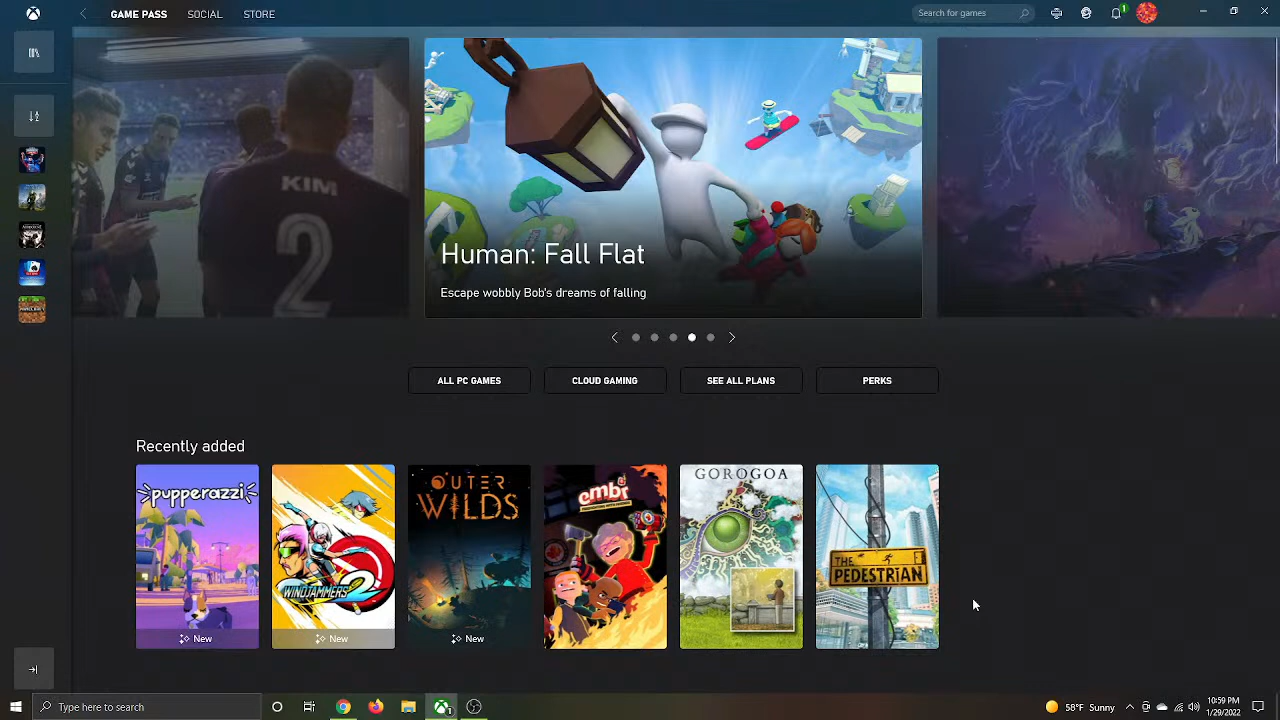 GAME PASS
SOCIAL
STORE
Search for games
1
KIM
2
Human: Fall Flat
Escape wobbly Bob's dreams of falling
ALL PC GAMES
CLOUD GAMING
SEE ALL PLANS
PERKS
Recently added
pupperazzi
New
WINDJAMMERS 2
New
OUTER
WILDS
New
embr
GOROGOA
THE
PEDESTRIAN
Type here to search
1
58°F Sunny
10:59 PM
1/29/2022